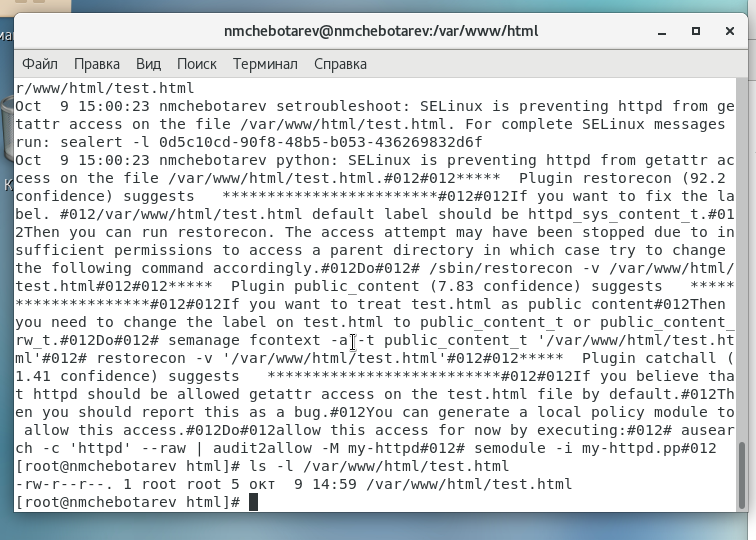 nmchebotarev@nmchebotarev:/var/www/html
Файл Правка Вид Поиск Терминал Справка
r/www/html/test.html
Oct  9 15:00:23 nmchebotarev setroubleshoot: SELinux is preventing httpd from ge
tattr access on the file /var/www/html/test.html. For complete SELinux messages
run: sealert -l 0d5c10cd-90f8-48b5-b053-436269832d6f
Oct  9 15:00:23 nmchebotarev python: SELinux is preventing httpd from getattr ac
cess on the file /var/www/html/test.html.#012#012*****  Plugin restorecon (92.2
confidence) suggests   ************************#012#012If you want to fix the la
bel. #012/var/www/html/test.html default label should be httpd_sys_content_t.#01
2Then you can run restorecon. The access attempt may have been stopped due to in
sufficient permissions to access a parent directory in which case try to change
the following command accordingly.#012Do#012# /sbin/restorecon -v /var/www/html/
test.html#012#012*****  Plugin public_content (7.83 confidence) suggests   *****
******************#012#012If you want to treat test.html as public content#012Then
you need to change the label on test.html to public_content_t or public_content_
rw_t.#012Do#012# semanage fcontext -a -t public_content_t '/var/www/html/test.ht
ml'#012# restorecon -v '/var/www/html/test.html'#012#012*****  Plugin catchall (
1.41 confidence) suggests   **************************#012#012If you believe tha
t httpd should be allowed getattr access on the test.html file by default.#012Th
en you should report this as a bug.#012You can generate a local policy module to
 allow this access.#012Do#012allow this access for now by executing:#012# ausear
ch -c 'httpd' --raw | audit2allow -M my-httpd#012# semodule -i my-httpd.pp#012
[root@nmchebotarev html]# ls -l /var/www/html/test.html
-rw-r--r--. 1 root root 5 окт  9 14:59 /var/www/html/test.html
[root@nmchebotarev html]#